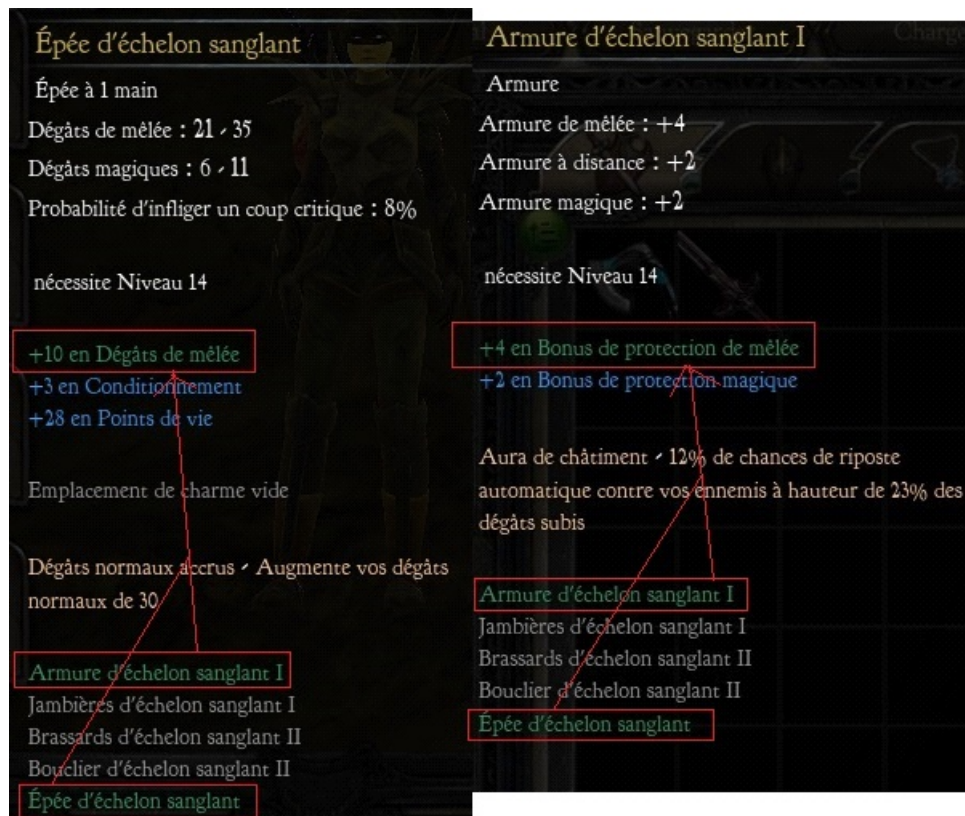 Épée d'échelon sanglant
Épée à 1 main
Dégâts de mêlée : 21 - 35
Dégâts magiques : 6 - 11
Probabilité d'infliger un coup critique : 8%
nécessite Niveau 14
+10 en Dégâts de mêlée
+3 en Conditionnement
+28 en Points de vie
Emplacement de charme vide
Dégâts normaux accrus - Augmente vos dégâts
normaux de 30
Armure d'échelon sanglant I
Jambières d'échelon sanglant I
Brassards d'échelon sanglant II
Bouclier d'échelon sanglant II
Épée d'échelon sanglant
Armure d'échelon sanglant I
Armure
Armure de mêlée : +4
Armure à distance : +2
Armure magique : +2
nécessite Niveau 14
+4 en Bonus de protection de mêlée
+2 en Bonus de protection magique
Aura de châtiment - 12% de chances de riposte
automatique contre vos ennemis à hauteur de 23% des
dégâts subis
Armure d'échelon sanglant I
Jambières d'échelon sanglant I
Brassards d'échelon sanglant II
Bouclier d'échelon sanglant II
Épée d'échelon sanglant